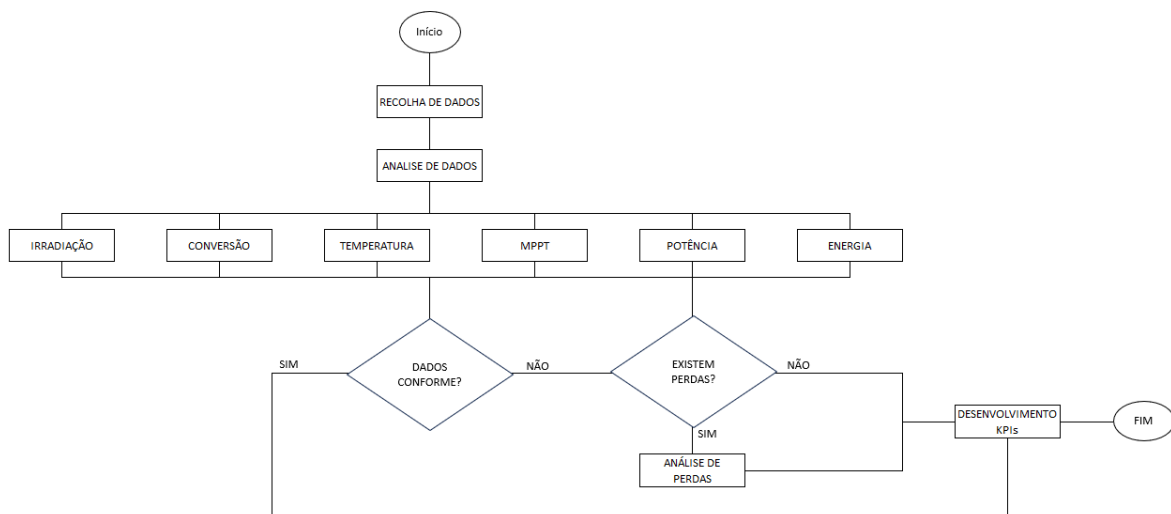 Início
RECOLHA DE DADOS
ANALISE DE DADOS
IRRADIAÇÃO
CONVERSÃO
TEMPERATURA
MPPT
POTÊNCIA
ENERGIA
SIM
DADOS
CONFORME?
NÃO
EXISTEM
PERDAS?
NÃO
SIM
ANÁLISE DE
PERDAS
DESENVOLVIMENTO
KPIs
FIM